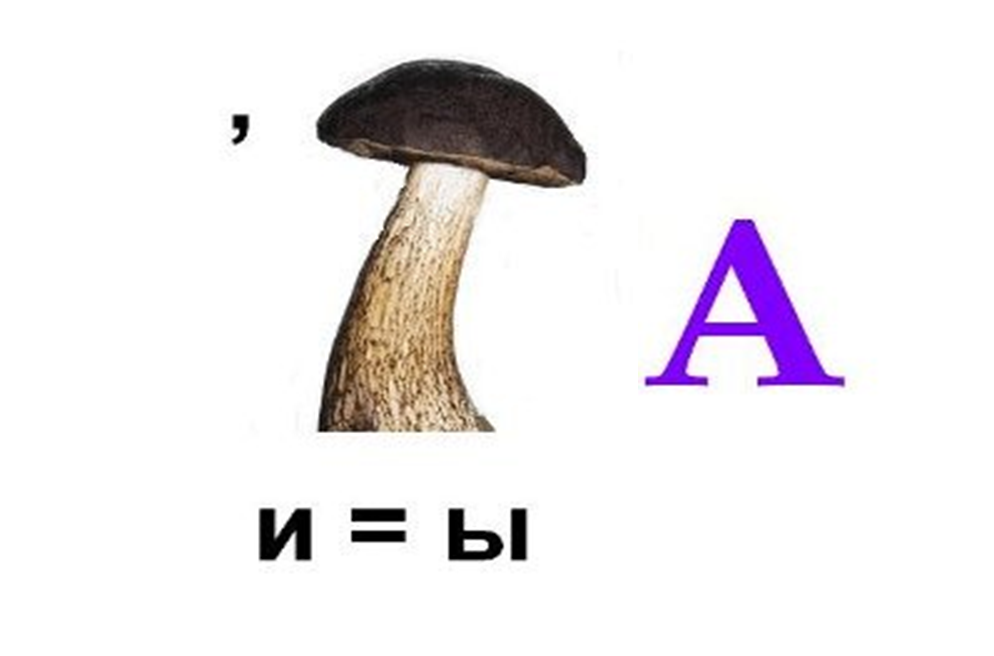 ,
А
и = ы